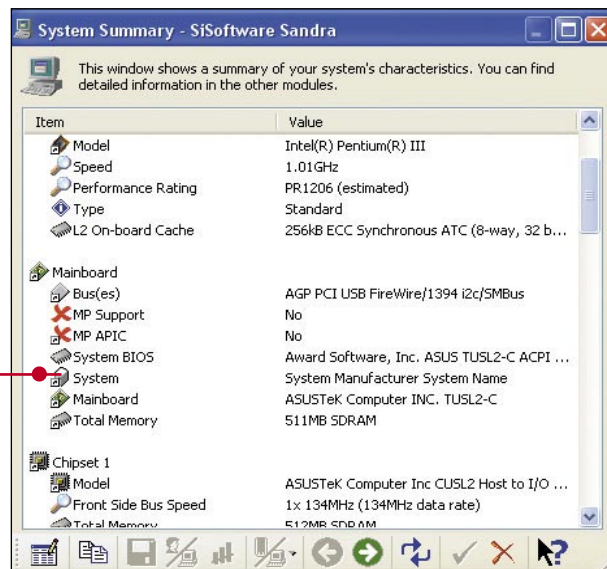 System Summary - SiSoftware Sandra
This window shows a summary of your system's characteristics. You can find
detailed information in the other modules.
Item Value
Model Intel(R) Pentium(R) III
Speed 1.01GHz
Performance Rating PR1206 (estimated)
Type Standard
L2 On-board Cache 256kB ECC Synchronous ATC (8-way, 32 b...
Mainboard
Bus(es) AGP PCI USB FireWire/1394 i2c/SMBus
MP Support No
MP APIC No
System BIOS Award Software, Inc. ASUS TUSL2-C ACPI ...
System System Manufacturer System Name
Mainboard ASUSTeK Computer INC. TUSL2-C
Total Memory 511MB SDRAM
Chipset 1
Model ASUSTeK Computer Inc CUSL2 Host to I/O ...
Front Side Bus Speed 1x 134MHz (134MHz data rate)
Total Memory 512MB SDRAM